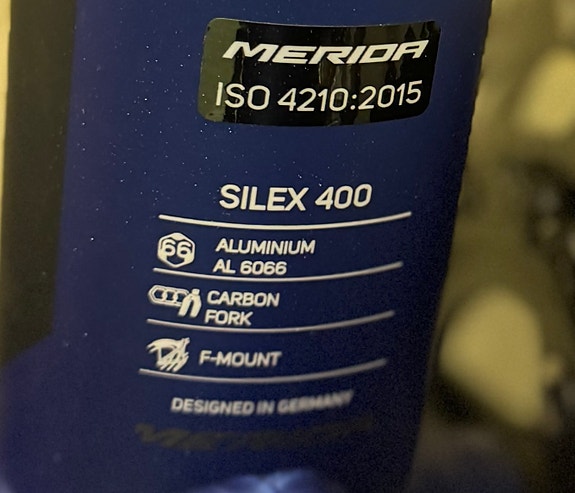 MERIDA
ISO 4210:2015
SILEX 400
66
ALUMINIUM
AL 6066
CARBON
FORK
F-MOUNT
DESIGNED IN GERMANY